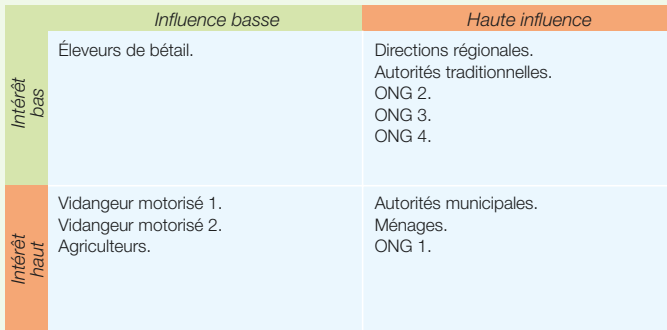 Influence basse
Haute influence
Intérêt
bas
Éleveurs de bétail.
Directions régionales.
Autorités traditionnelles.
ONG 2.
ONG 3.
ONG 4.
Intérêt
haut
Vidangeur motorisé 1.
Vidangeur motorisé 2.
Agriculteurs.
Autorités municipales.
Ménages.
ONG 1.